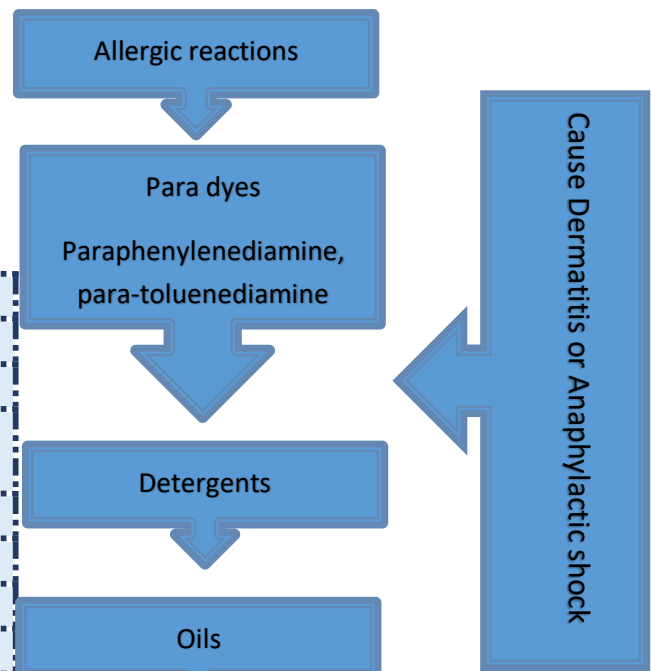 Allergic reactions
Para dyes
Paraphenylenediamine,
para-toluenediamine
Detergents
Oils
Cause Dermatitis or Anaphylactic shock